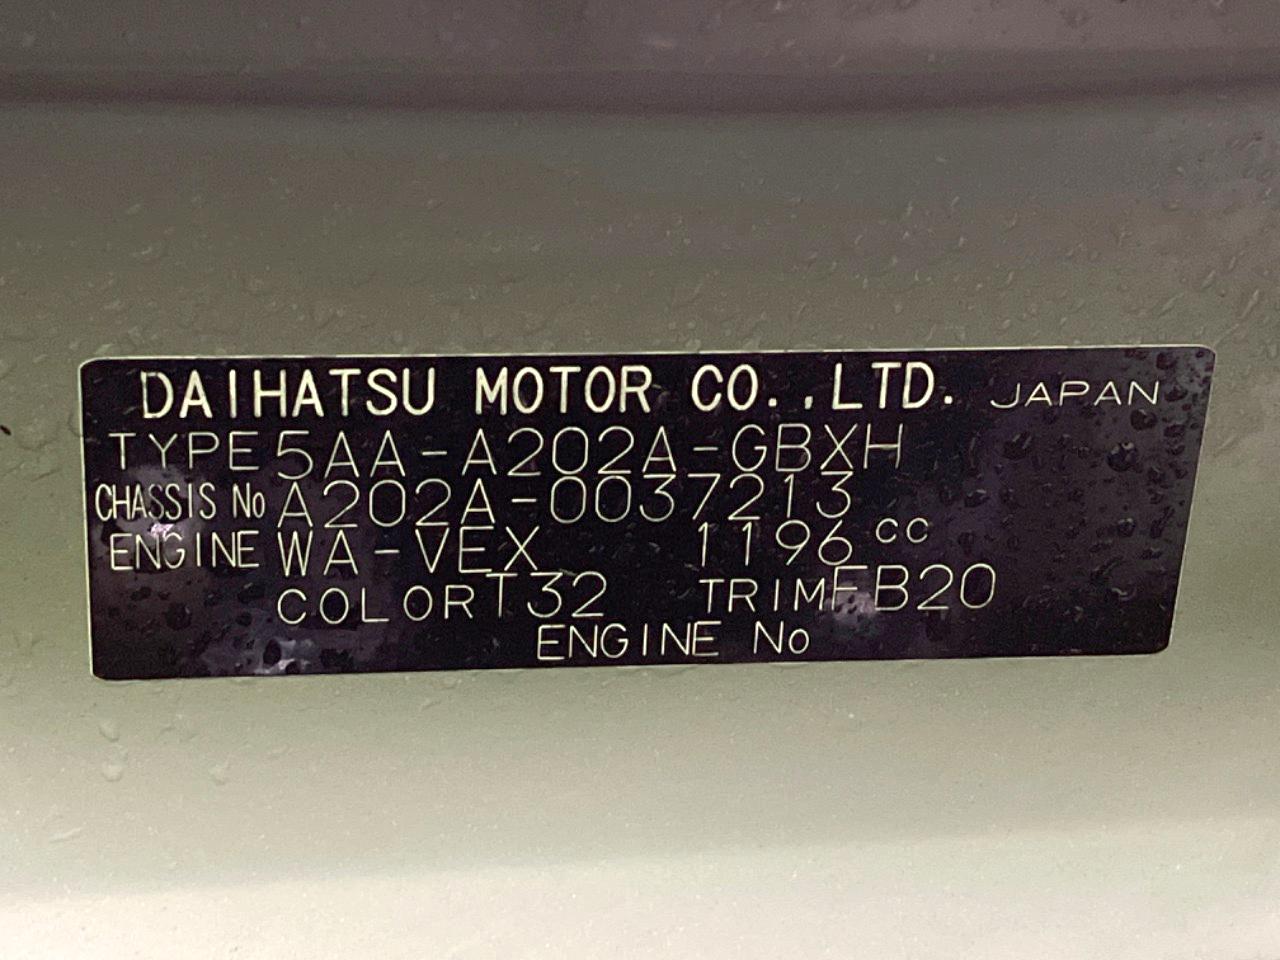 DAIHATSU MOTOR CO.,LTD. JAPAN
TYPE 5AA-A202A-GBXH
CHASSIS No A202A-0037213
ENGINE WA-VEX 1196cc
COLOR T32 TRIM FB20
ENGINE No